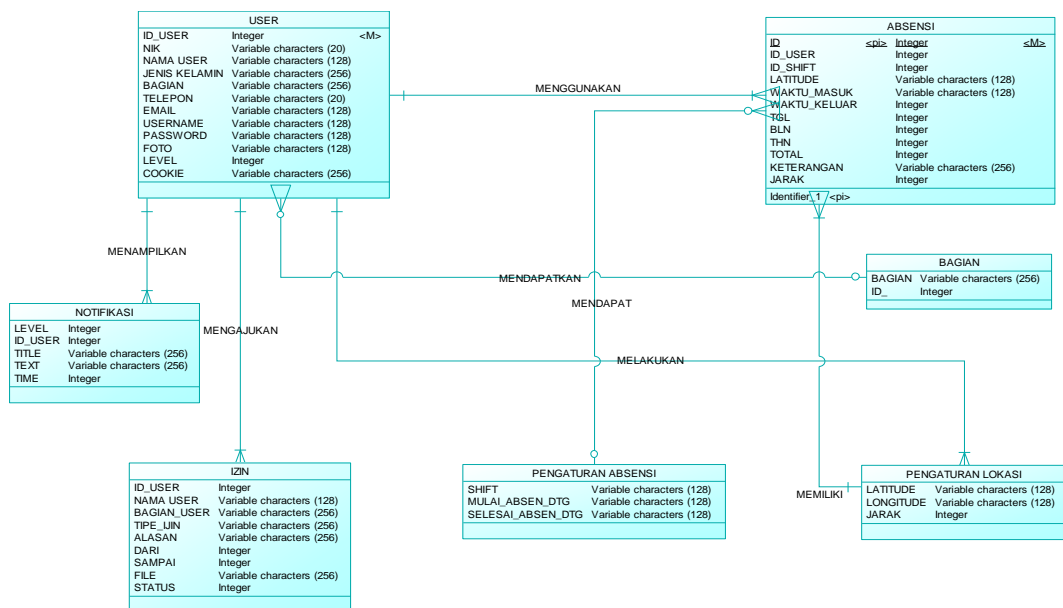 USER
ID_USER Integer <M>
NIK Variable characters (20)
NAMA USER Variable characters (128)
JENIS KELAMIN Variable characters (256)
BAGIAN Variable characters (256)
TELEPON Variable characters (20)
EMAIL Variable characters (128)
USERNAME Variable characters (128)
PASSWORD Variable characters (128)
FOTO Variable characters (128)
LEVEL Integer
COOKIE Variable characters (256)
ABSENSI
ID <pi> Integer <M>
ID_USER Integer
ID_SHIFT Integer
LATITUDE Variable characters (128)
WAKTU_MASUK Variable characters (128)
WAKTU_KELUAR Integer
TGL Integer
BLN Integer
THN Integer
TOTAL Integer
KETERANGAN Variable characters (256)
JARAK Integer
Identifier_1 <pi>
MENGGUNAKAN
MENAMPILKAN
MENDAPATKAN
BAGIAN
BAGIAN Variable characters (256)
ID_ Integer
MENDAPAT
NOTIFIKASI
LEVEL Integer
ID_USER Integer
TITLE Variable characters (256)
TEXT Variable characters (256)
TIME Integer
MENGAJUKAN
MELAKUKAN
IZIN
ID_USER Integer
NAMA USER Variable characters (128)
BAGIAN_USER Variable characters (256)
TIPE_IJIN Variable characters (256)
ALASAN Variable characters (256)
DARI Integer
SAMPAI Integer
FILE Variable characters (256)
STATUS Integer
PENGATURAN ABSENSI
SHIFT Variable characters (128)
MULAI_ABSEN_DTG Variable characters (128)
SELESAI_ABSEN_DTG Variable characters (128)
MEMILIKI
PENGATURAN LOKASI
LATITUDE Variable characters (128)
LONGITUDE Variable characters (128)
JARAK Integer